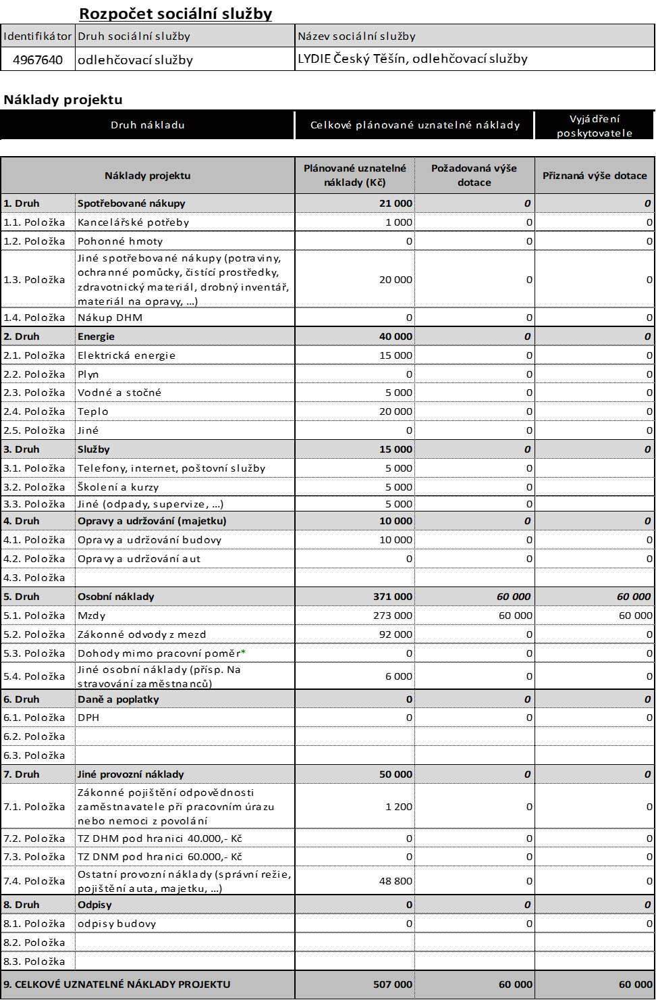 Rozpočet sociální služby
Identifikátor Druh sociální služby Název sociální služby
4967640 odlehčovací služby LYDIE Český Těšín, odlehčovací služby
Náklady projektu
Druh nákladu Celkové plánované uznatelné náklady Vyjádření
poskytovatele
Náklady projektu Plánované uznatelné
náklady (Kč) Požadovaná výše
dotace Přiznaná výše dotace
1. Druh Spotřebované nákupy 21 000 0 0
1.1. Položka Kancelářské potřeby 1 000 0 0
1.2. Položka Pohonné hmoty 0 0 0
1.3. Položka Jiné spotřebované nákupy (potraviny,
ochranné pomůcky, čistící prostředky,
zdravotnický materiál, drobný inventář,
materiál na opravy, ...) 20 000 0 0
1.4. Položka Nákup DHM 0 0 0
2. Druh Energie 40 000 0 0
2.1. Položka Elektrická energie 15 000 0 0
2.2. Položka Plyn 0 0 0
2.3. Položka Vodné a stočné 5 000 0 0
2.4. Položka Teplo 20 000 0 0
2.5. Položka Jiné 0 0 0
3. Druh Služby 15 000 0 0
3.1. Položka Telefony, internet, poštovní služby 5 000 0
3.2. Položka Školení a kurzy 5 000 0
3.3. Položka Jiné (odpady, supervize, ...) 5 000 0
4. Druh Opravy a udržování (majetku) 10 000 0 0
4.1. Položka Opravy a udržování budovy 10 000 0 0
4.2. Položka Opravy a udržování aut 0 0 0
4.3. Položka
5. Druh Osobní náklady 371 000 60 000 60 000
5.1. Položka Mzdy 273 000 60 000 60 000
5.2. Položka Zákonné odvody z mezd 92 000 0 0
5.3. Položka Dohody mimo pracovní poměr* 0 0 0
5.4. Položka Jiné osobní náklady (přísp. Na
stravování zaměstnanců) 6 000 0 0
6. Druh Daně a poplatky 0 0 0
6.1. Položka DPH 0 0 0
6.2. Položka
6.3. Položka
7. Druh Jiné provozní náklady 50 000 0 0
7.1. Položka Zákonné pojištění odpovědnosti
zaměstnavatele při pracovním úrazu
nebo nemoci z povolání 1 200 0 0
7.2. Položka TZ DHM pod hranici 40.000,- Kč 0 0 0
7.3. Položka TZ DNM pod hranici 60.000,- Kč 0 0 0
7.4. Položka Ostatní provozní náklady (správní režie,
pojištění auta, majetku, ...) 48 800 0 0
8. Druh Odpisy 0 0 0
8.1. Položka odpisy budovy 0 0 0
8.2. Položka
8.3. Položka
9. CELKOVÉ UZNATELNÉ NÁKLADY PROJEKTU 507 000 60 000 60 000